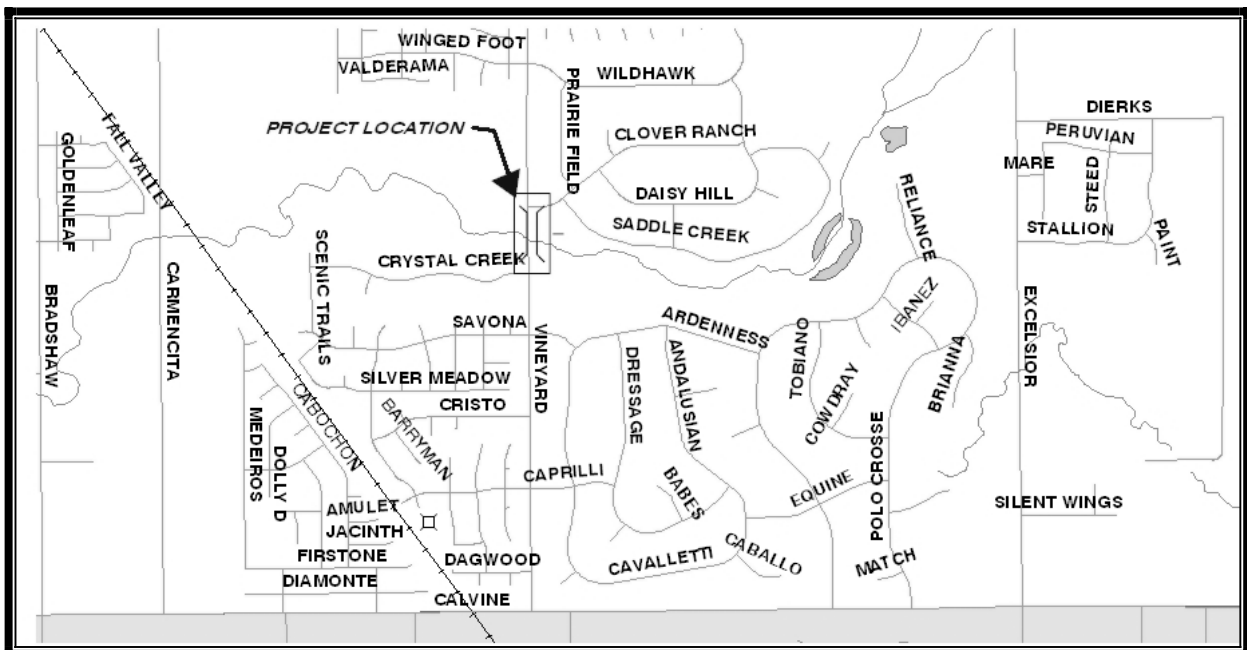 WINGED FOOT
VALDERAMA
PRAIRIE FIELD
WILDHAWK
PROJECT LOCATION
CLOVER RANCH
DIERKS
PERUVIAN
MARE
STEED
STALLION
PAINT
GOLDENLEAF
FALL VALLEY
DAISY HILL
SADDLE CREEK
RELIANCE
SCENIC TRAILS
CRYSTAL CREEK
BRADSHAW
CARMENCITA
SAVONA
VINEYARD
ARDENNESS
IBANEZ
EXCELSIOR
DRESSAGE
ANDALUSIAN
TOBIANO
COWDRAY
BRIANNA
SILVER MEADOW
CRISTO
CABOCHON
BARRYMAN
MEDEIROS
DOLLY D
CAPRILLI
BABES
EQUINE
POLO CROSSE
SILENT WINGS
AMULET
JACINTH
FIRSTONE
DIAMONTE
DAGWOOD
CAVALLETTI
CABALLO
MATCH
CALVINE